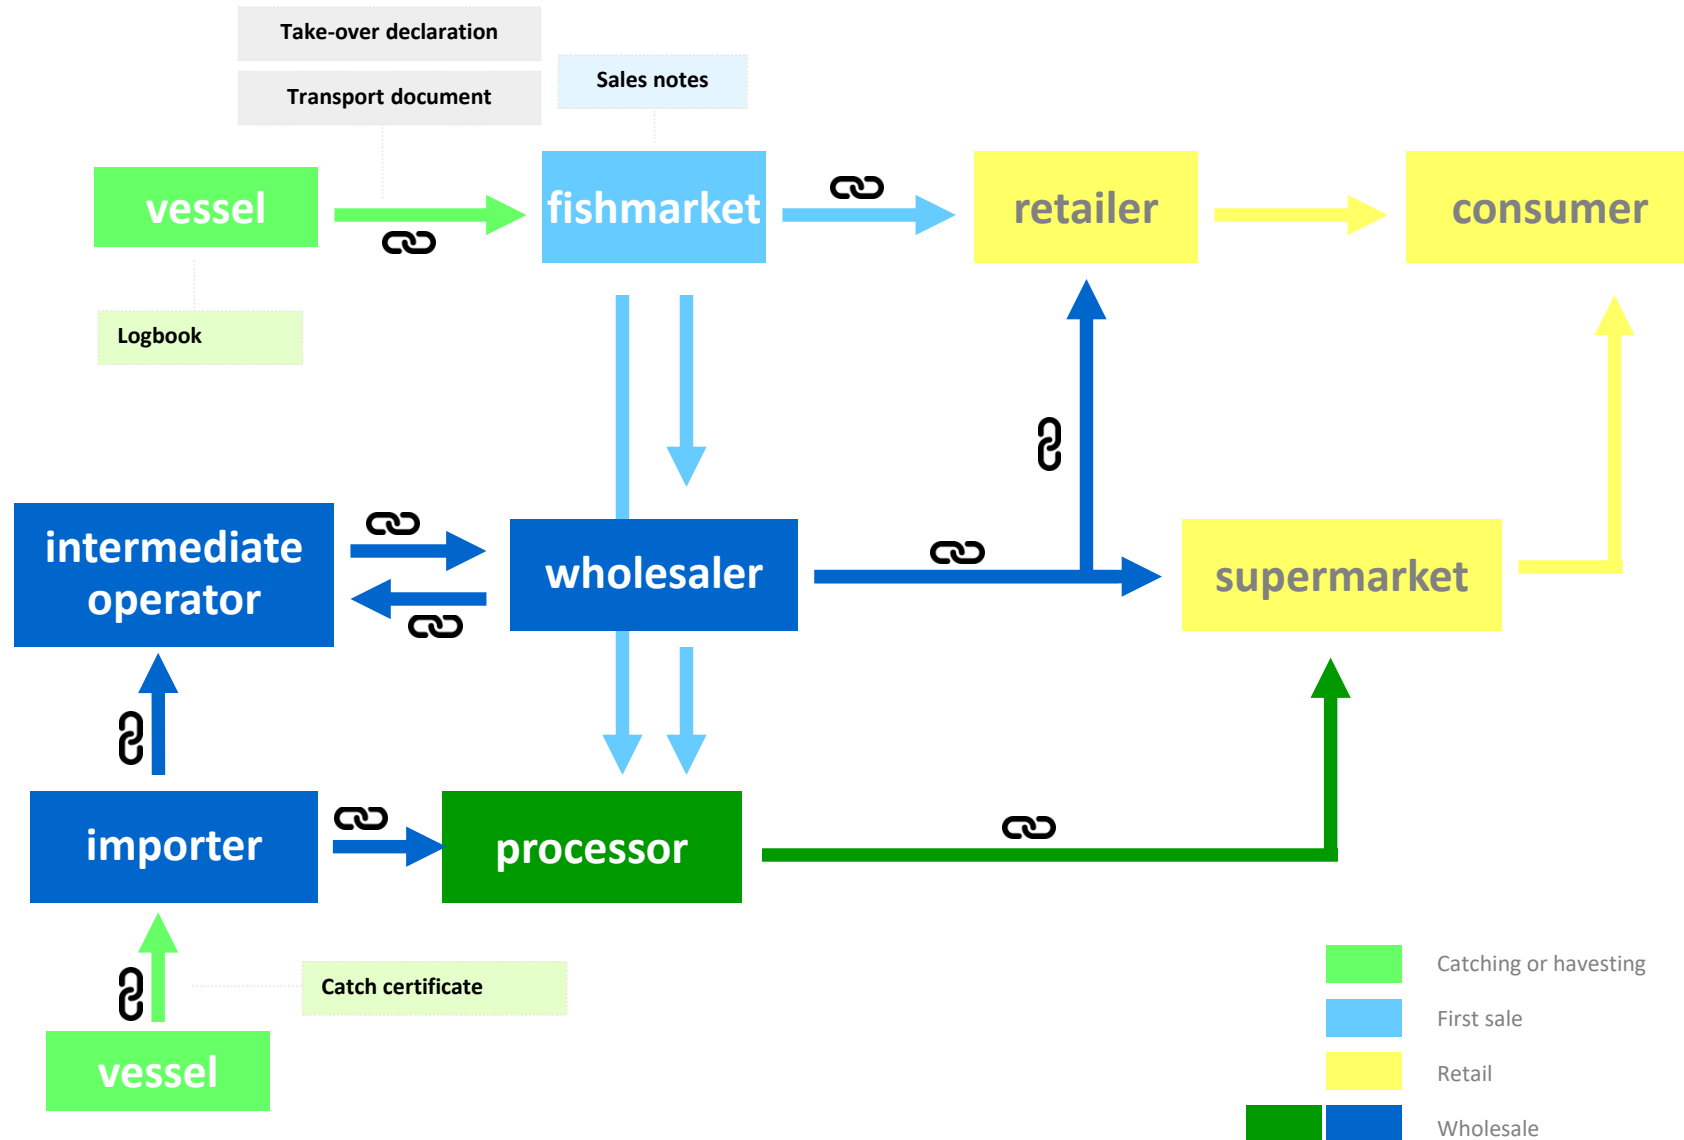 Take-over declaration
Transport document
Sales notes
vessel
fishmarket
retailer
consumer
Logbook
intermediate
operator
wholesaler
supermarket
importer
processor
Catch certificate
vessel
Catching or havesting
First sale
Retail
Wholesale